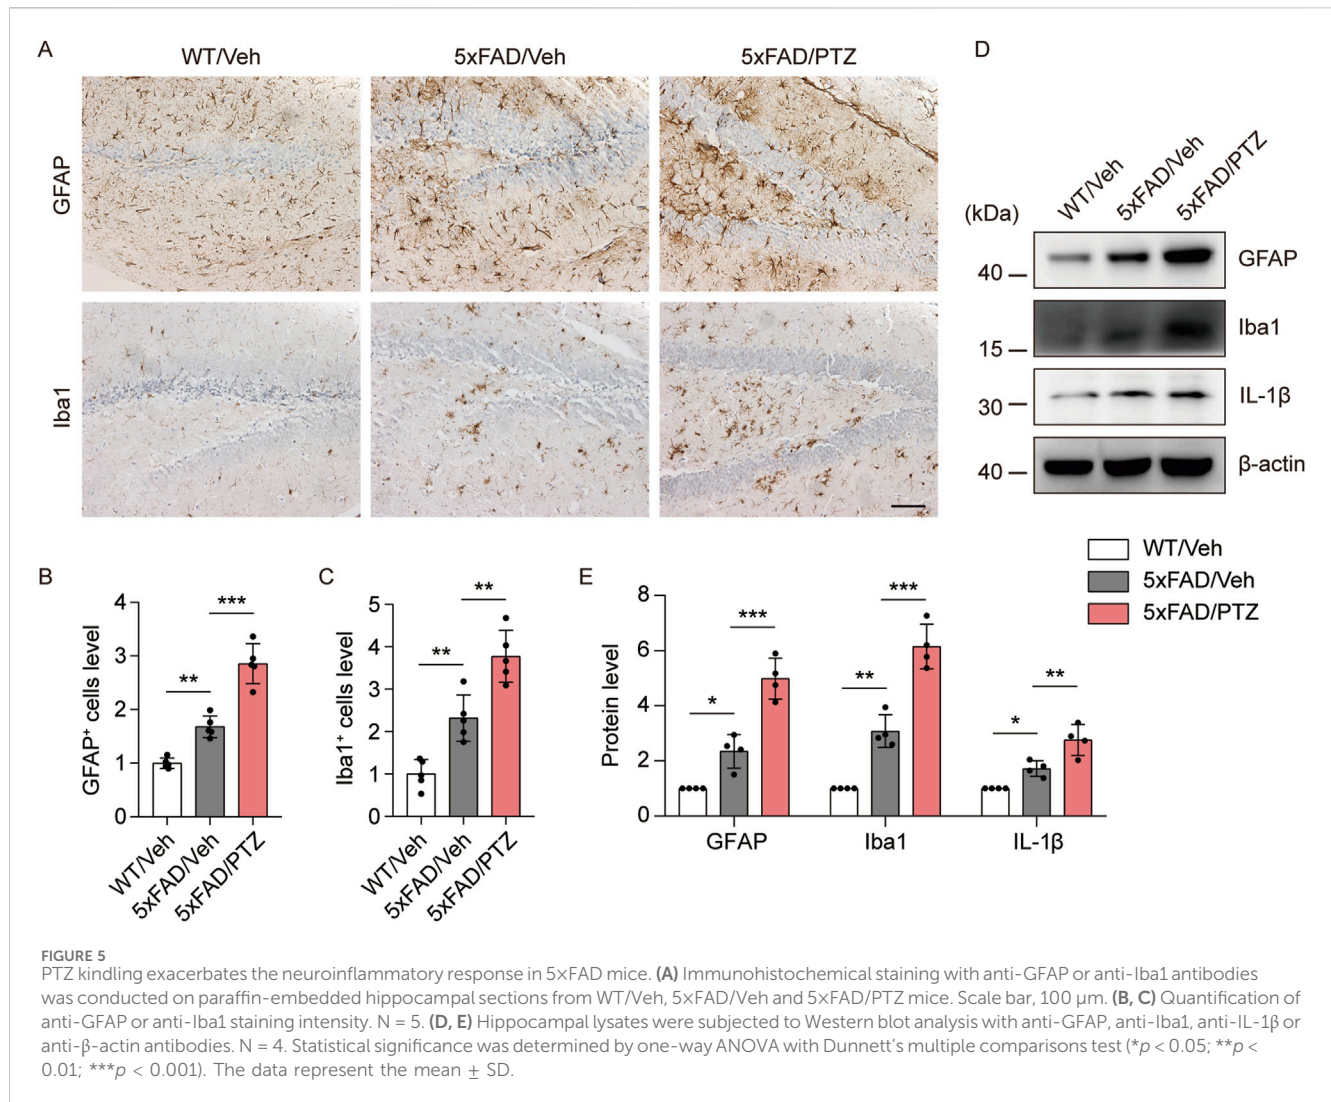 A
WT/Veh
5xFAD/Veh
5xFAD/PTZ
GFAP
Iba1
D
(kDa)
WT/Veh
5xFAD/Veh
5xFAD/PTZ
40
GFAP
15
Iba1
30
IL-1β
40
β-actin
WT/Veh
5xFAD/Veh
5xFAD/PTZ
B
GFAP⁺ cells level
4
3
2
1
0
**
***
WT/Veh
5xFAD/Veh
5xFAD/PTZ
C
Iba1⁺ cells level
5
4
3
2
1
0
**
**
WT/Veh
5xFAD/Veh
5xFAD/PTZ
E
Protein level
8
6
4
2
0
*
***
**
***
*
**
GFAP
Iba1
IL-1β
FIGURE 5
PTZ kindling exacerbates the neuroinflammatory response in 5×FAD mice. (A) Immunohistochemical staining with anti-GFAP or anti-Iba1 antibodies
was conducted on paraffin-embedded hippocampal sections from WT/Veh, 5×FAD/Veh and 5×FAD/PTZ mice. Scale bar, 100 μm. (B, C) Quantification of
anti-GFAP or anti-Iba1 staining intensity. N = 5. (D, E) Hippocampal lysates were subjected to Western blot analysis with anti-GFAP, anti-Iba1, anti-IL-1β or
anti-β-actin antibodies. N = 4. Statistical significance was determined by one-way ANOVA with Dunnett's multiple comparisons test (*p < 0.05; **p <
0.01; ***p < 0.001). The data represent the mean ± SD.